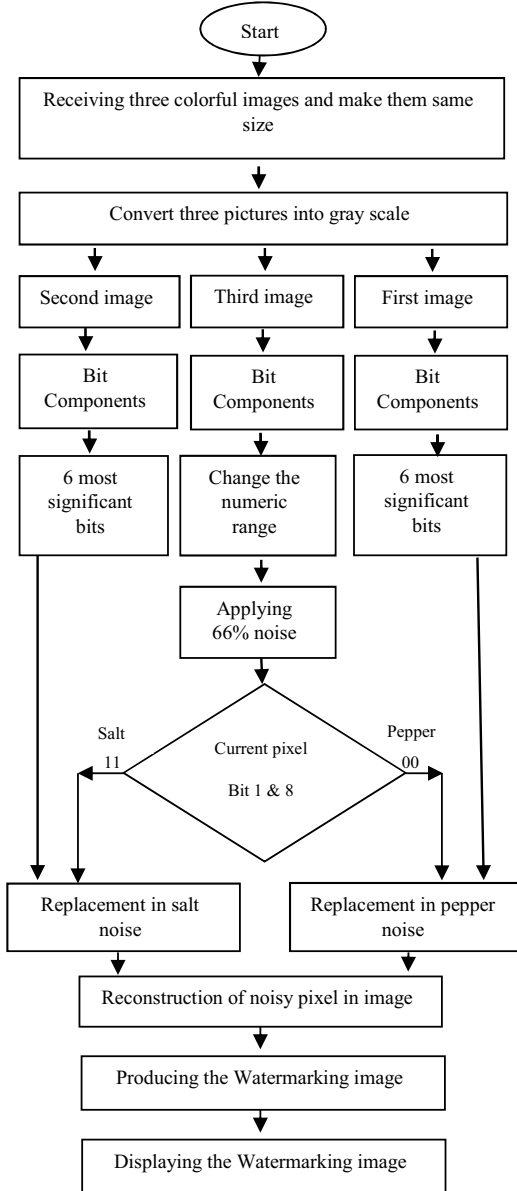 Start
Receiving three colorful images and make them same
size
Convert three pictures into gray scale
Second image
Third image
First image
Bit
Components
Bit
Components
Bit
Components
6 most
significant
bits
Change the
numeric
range
6 most
significant
bits
Applying
66% noise
Salt
11
Current pixel
Bit 1 & 8
Pepper
00
Replacement in salt
noise
Replacement in pepper
noise
Reconstruction of noisy pixel in image
Producing the Watermarking image
Displaying the Watermarking image